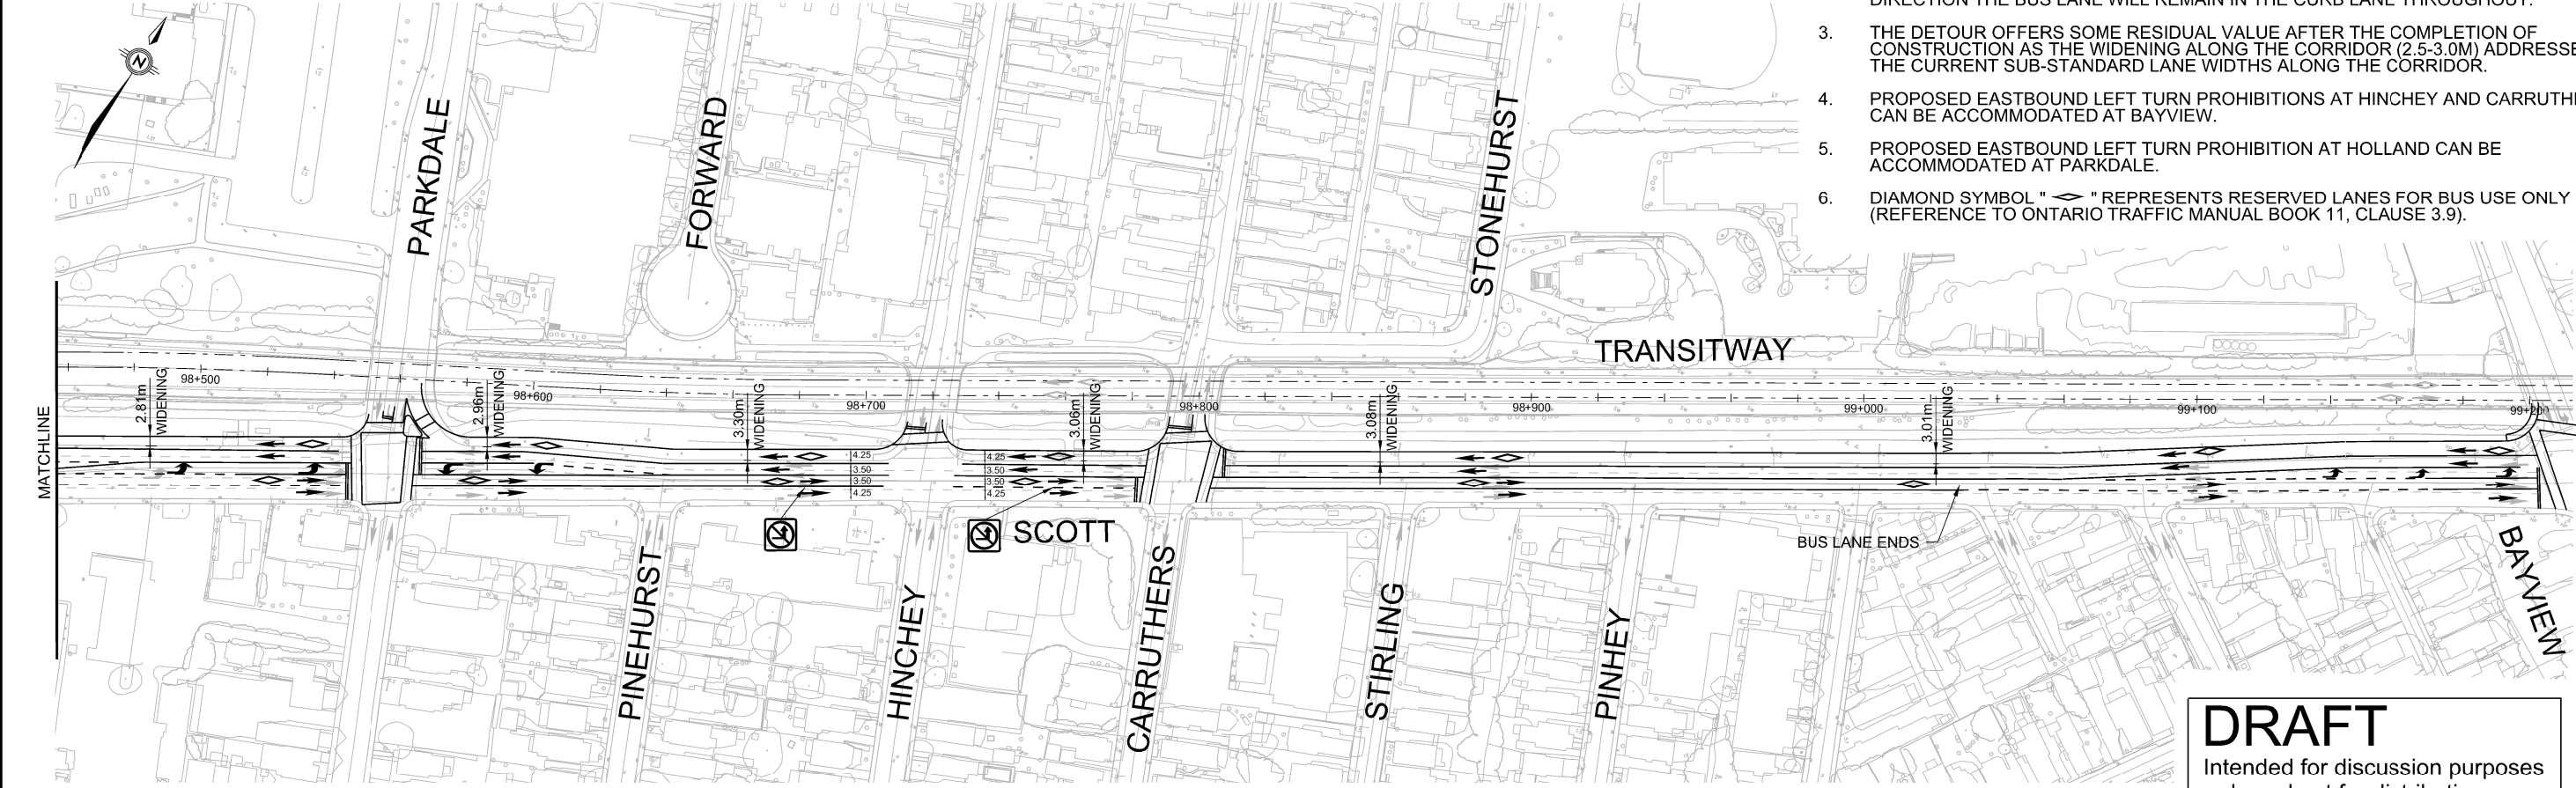 DIRECTION THE BUS LANE WILL REMAIN IN THE CURB LANE THROUGHOUT.
3. THE DETOUR OFFERS SOME RESIDUAL VALUE AFTER THE COMPLETION OF
CONSTRUCTION AS THE WIDENING ALONG THE CORRIDOR (2.5-3.0M) ADDRESSE
THE CURRENT SUB-STANDARD LANE WIDTHS ALONG THE CORRIDOR.
4. PROPOSED EASTBOUND LEFT TURN PROHIBITIONS AT HINCHEY AND CARRUTH
CAN BE ACCOMMODATED AT BAYVIEW.
5. PROPOSED EASTBOUND LEFT TURN PROHIBITION AT HOLLAND CAN BE
ACCOMMODATED AT PARKDALE.
6. DIAMOND SYMBOL " " REPRESENTS RESERVED LANES FOR BUS USE ONLY
(REFERENCE TO ONTARIO TRAFFIC MANUAL BOOK 11, CLAUSE 3.9).
N
PARKDALE
FORWARD
STONEHURST
TRANSITWAY
MATCHLINE
98+500
98+600
98+700
98+800
98+900
99+000
99+100
99+200
2.81m
WIDENING
2.96m
WIDENING
3.30m
WIDENING
3.06m
WIDENING
3.08m
WIDENING
3.01m
WIDENING
4.25
3.50
3.50
4.25
4.25
3.50
3.50
4.25
SCOTT
BUS LANE ENDS
PINEHURST
HINCHEY
CARRUTHERS
STIRLING
PINHEY
BAYVIEW
DRAFT
Intended for discussion purposes